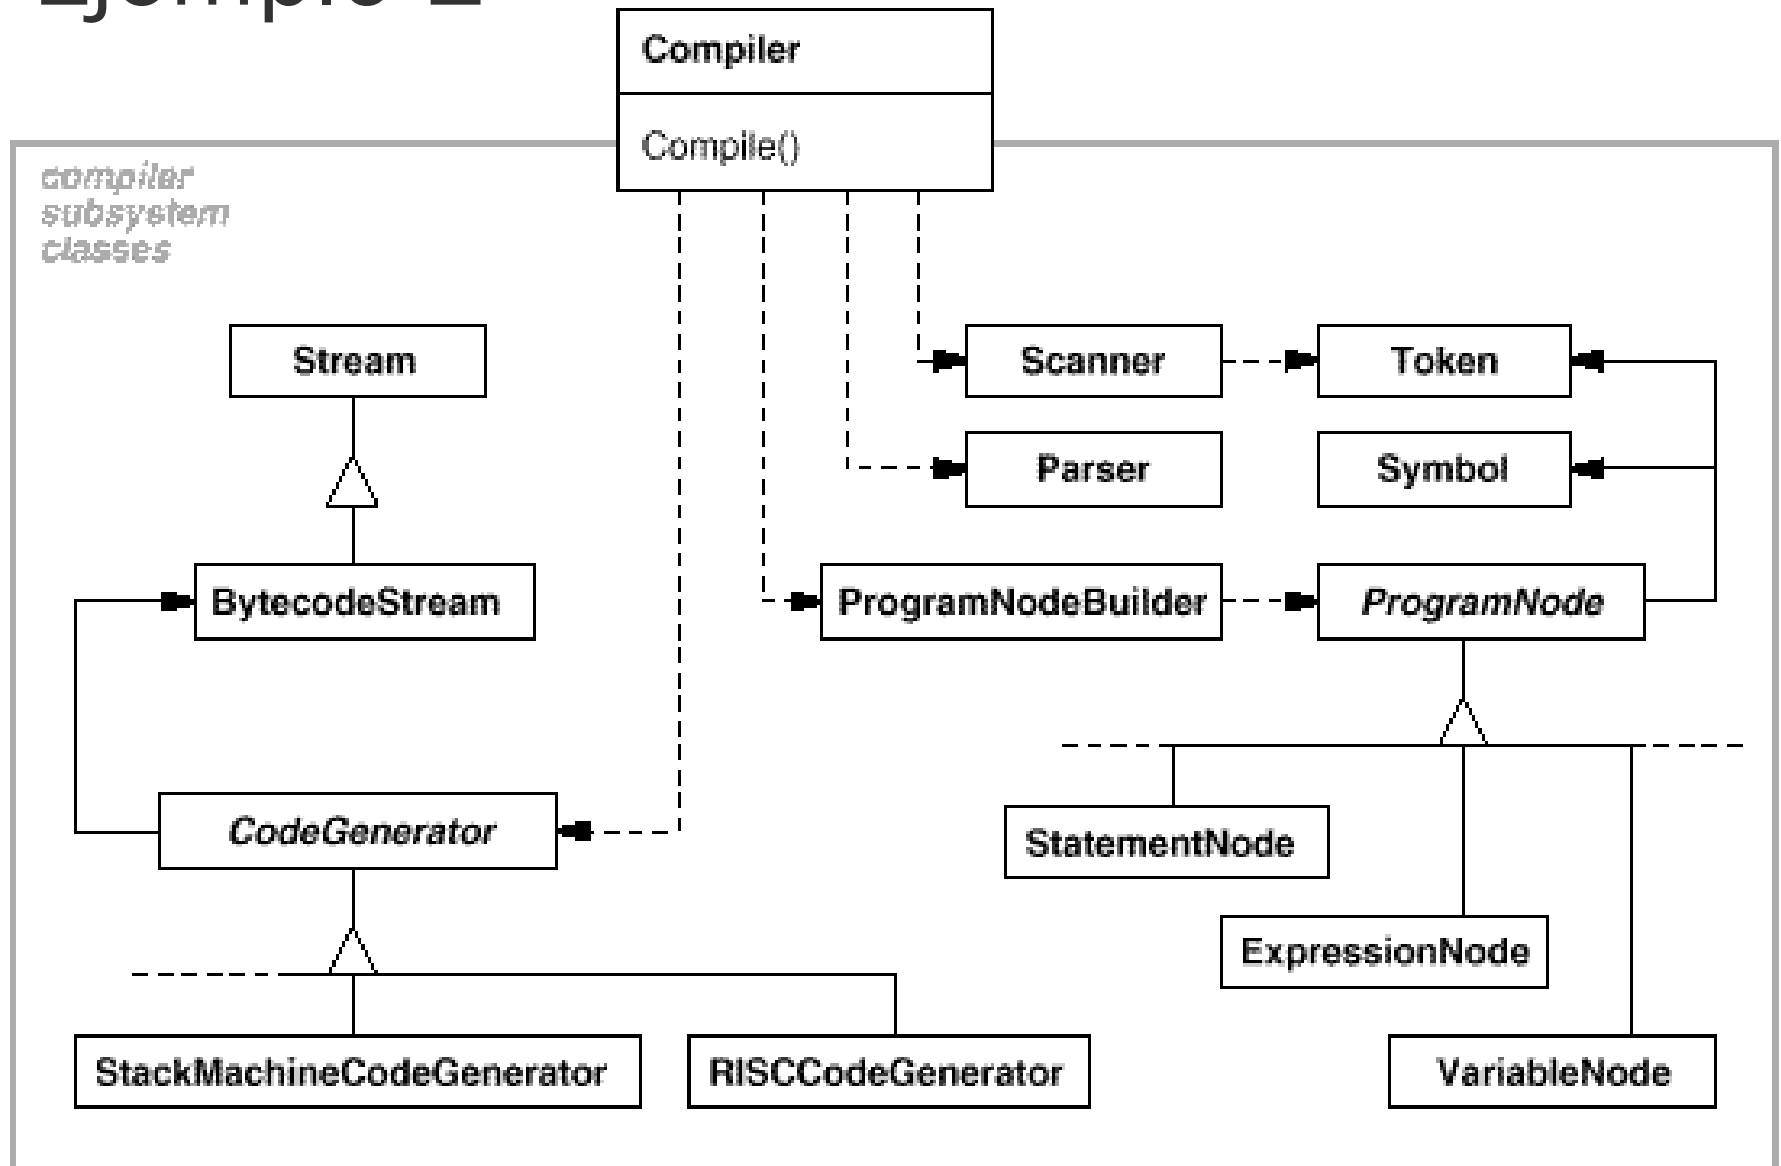 Compiler
Compile()
compiler
subsystem
classes
Stream
Scanner
Token
Parser
Symbol
BytecodeStream
ProgramNodeBuilder
ProgramNode
CodeGenerator
StatementNode
ExpressionNode
StackMachineCodeGenerator
RISCCodeGenerator
VariableNode